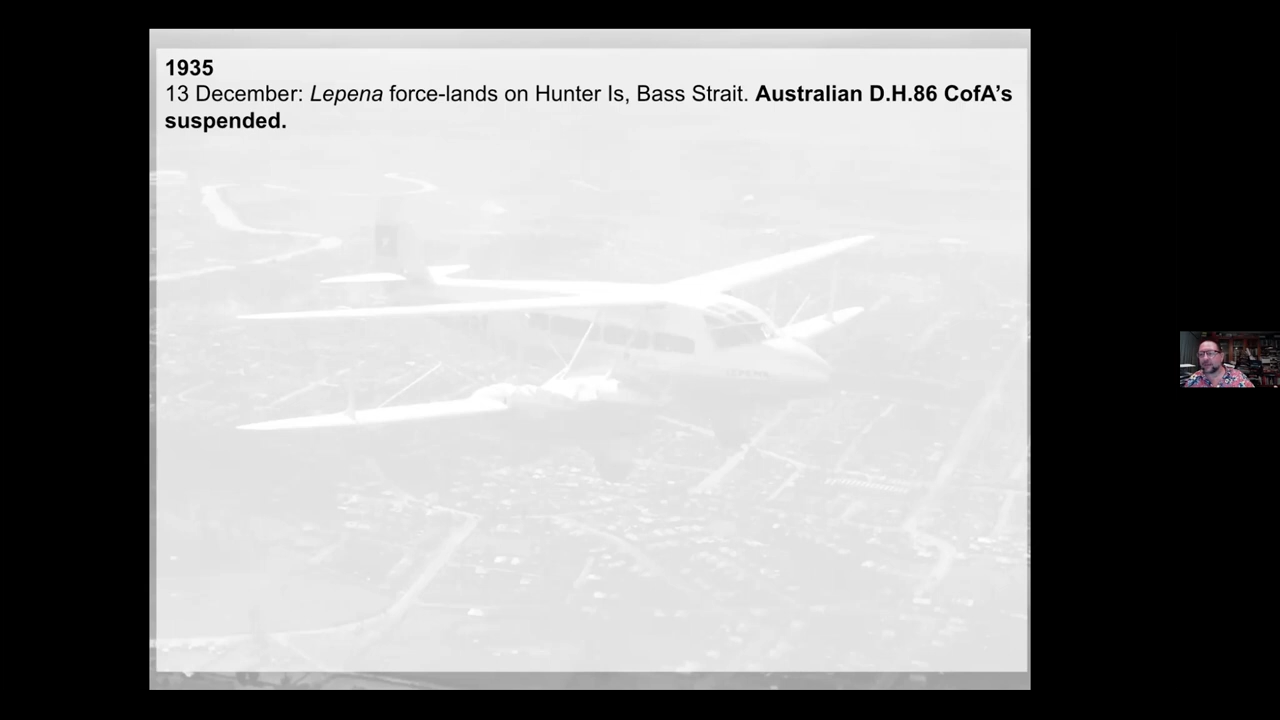 1935
13 December: Lepena force-lands on Hunter Is, Bass Strait. Australian D.H.86 CofA’s
suspended.